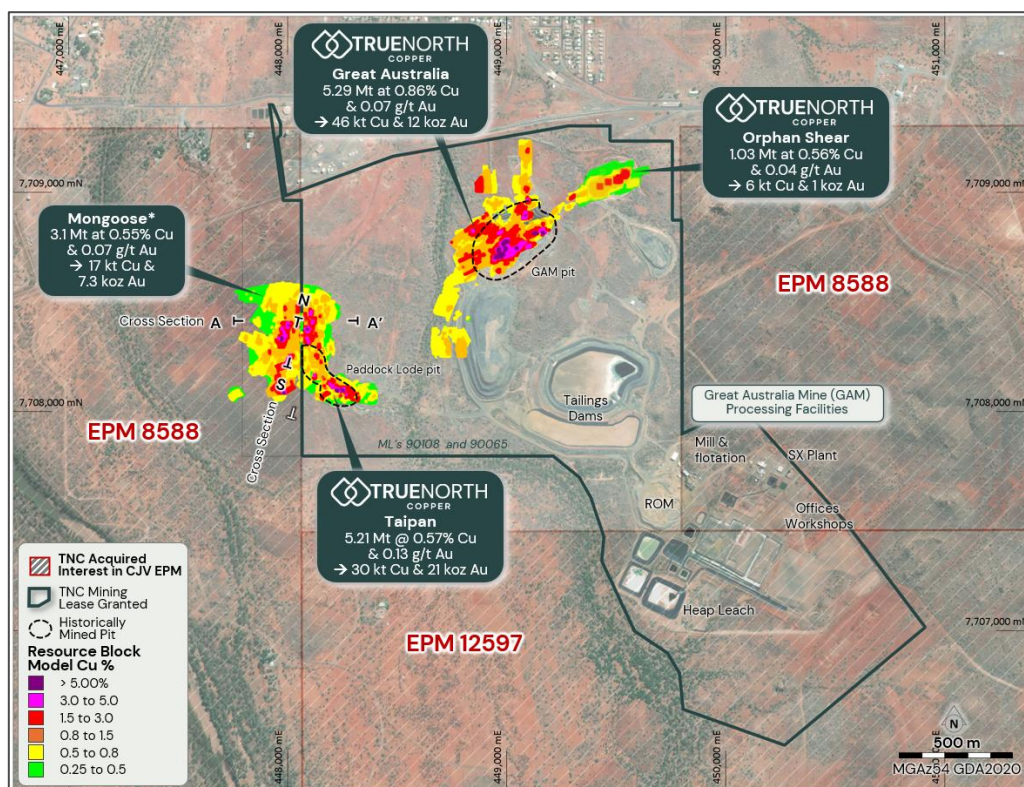 447,000 mE
448,000 mE
449,000 mE
450,000 mE
451,000 mE
TRUENORTH
COPPER
Great Australia
5.29 Mt at 0.86% Cu
& 0.07 g/t Au
→ 46 kt Cu & 12 koz Au
TRUENORTH
COPPER
Orphan Shear
1.03 Mt at 0.56% Cu
& 0.04 g/t Au
→ 6 kt Cu & 1 koz Au
7,709,000 mN
7,709,000 mN
Mongoose*
3.1 Mt at 0.55% Cu
& 0.07 g/t Au
→ 17 kt Cu &
7.3 koz Au
GAM pit
EPM 8588
Cross Section A
A'
N
S
Cross Section
Paddock Lode pit
Tailings
Dams
7,708,000 mN
7,708,000 mN
Great Australia Mine (GAM)
Processing Facilities
EPM 8588
ML's 90108 and 90065
Mill &
flotation
SX Plant
TRUENORTH
COPPER
Taipan
5.21 Mt @ 0.57% Cu
& 0.13 g/t Au
→ 30 kt Cu & 21 koz Au
ROM
Offices
Workshops
Heap Leach
7,707,000 mN
EPM 12597
TNC Acquired
Interest in CJV EPM
TNC Mining
Lease Granted
Historically
Mined Pit
Resource Block
Model Cu %
> 5.00%
3.0 to 5.0
1.5 to 3.0
0.8 to 1.5
0.5 to 0.8
0.25 to 0.5
N
500 m
MGAz54 GDA2020
448,000 mE
449,000 mE
450,000 mE